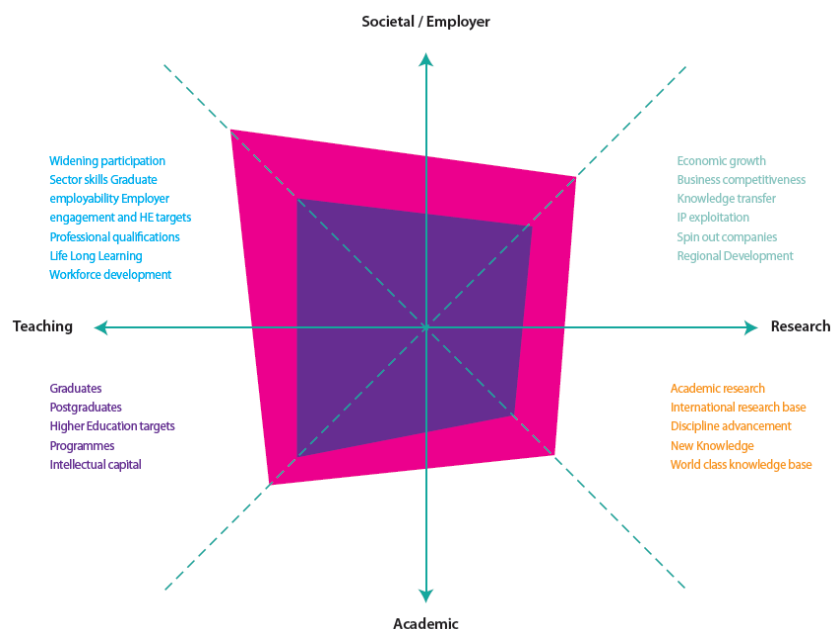 Societal / Employer
Widening participation
Sector skills Graduate
employability Employer
engagement and HE targets
Professional qualifications
Life Long Learning
Workforce development
Economic growth
Business competitiveness
Knowledge transfer
IP exploitation
Spin out companies
Regional Development
Teaching
Research
Graduates
Postgraduates
Higher Education targets
Programmes
Intellectual capital
Academic research
International research base
Discipline advancement
New Knowledge
World class knowledge base
Academic